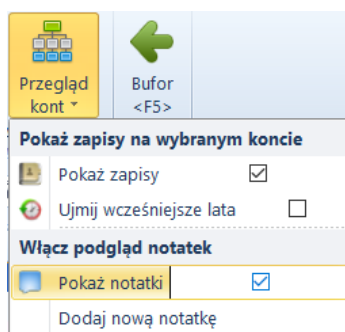 Przegląd
kont
Bufor
<F5>
Pokaż zapisy na wybranym koncie
Pokaż zapisy
Ujmij wcześniejsze lata
Włącz podgląd notatek
Pokaż notatki
Dodaj nową notatkę